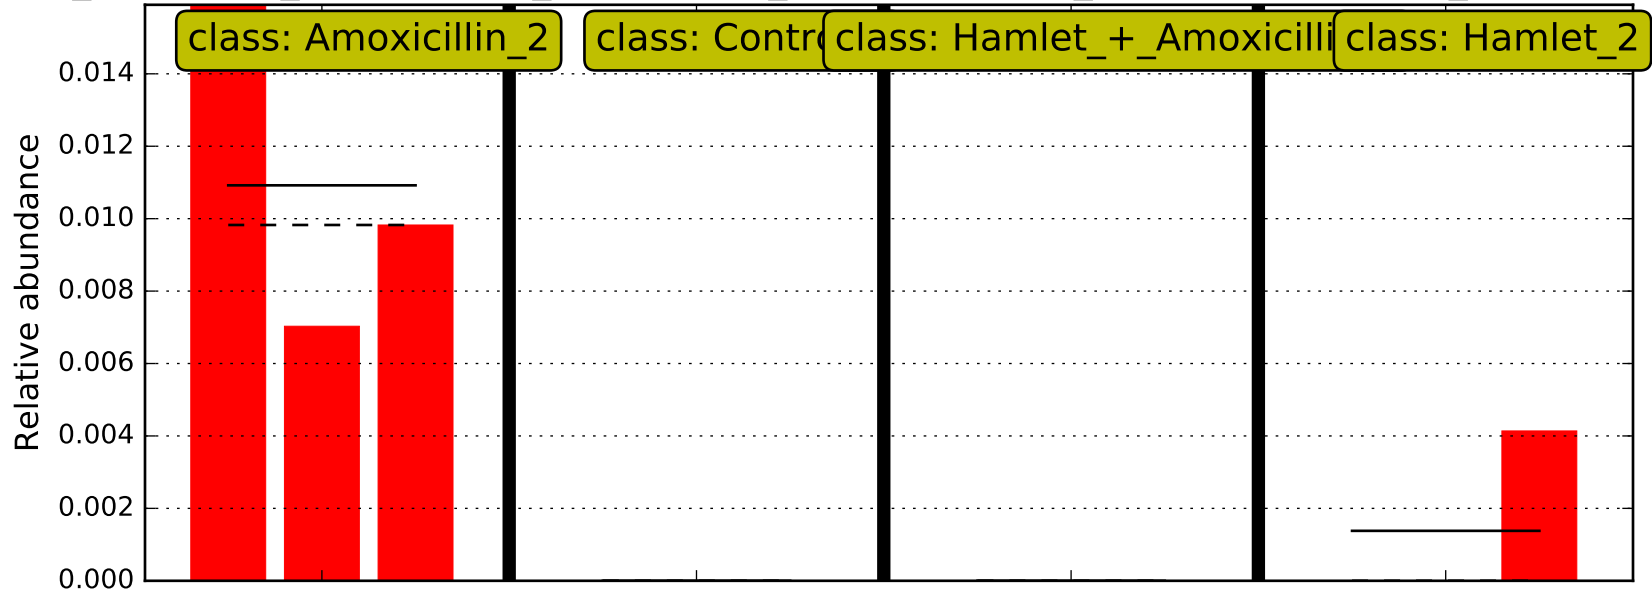 class: Amoxicillin_2
class: Contro
class: Hamlet_+_Amoxicilli
class: Hamlet_2
Relative abundance
0.014
0.012
0.010
0.008
0.006
0.004
0.002
0.000